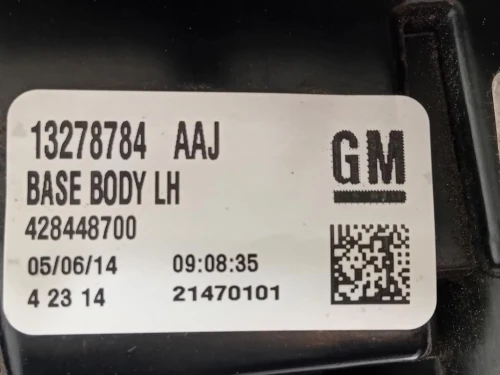 13278784 AAJ
GM
BASE BODY LH
428448700
05/06/14 09:08:35
4 23 14 21470101